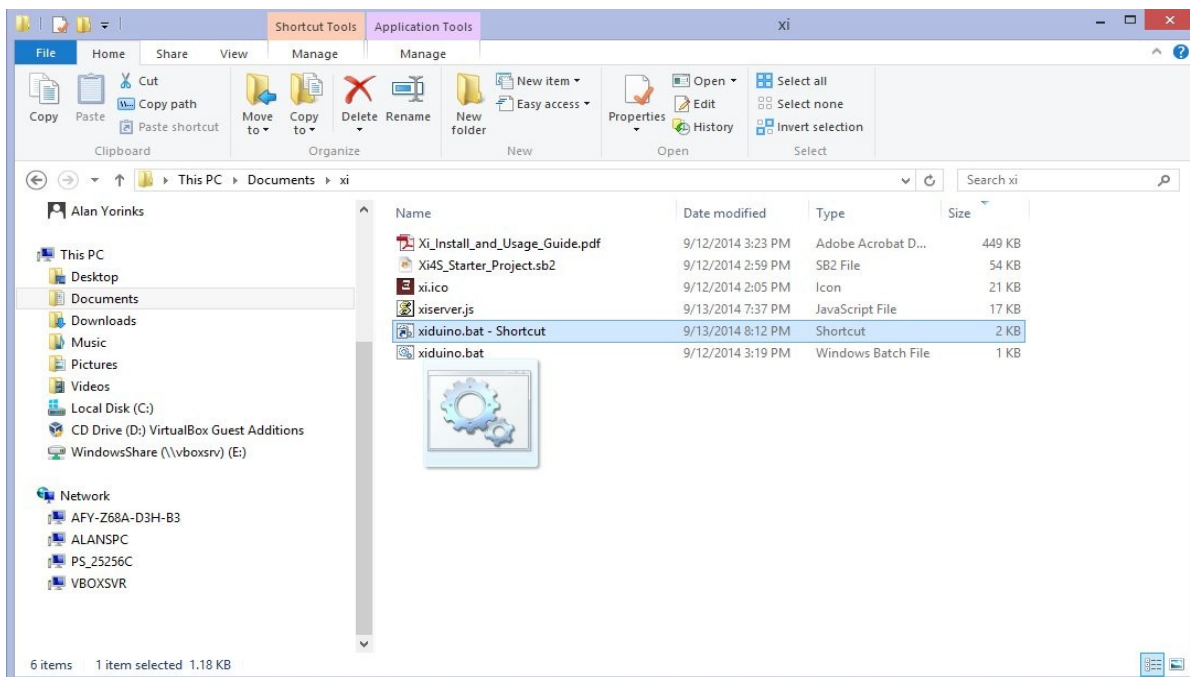 Shortcut Tools Application Tools xi
File Home Share View Manage Manage
Copy
Paste
Cut
Copy path
Paste shortcut
Clipboard
Move to
Copy to
Delete
Rename
Organize
New folder
New item
Easy access
New
Properties
Open
Edit
History
Open
Select all
Select none
Invert selection
Select
This PC Documents xi
Search xi
Alan Yorinks
This PC
Desktop
Documents
Downloads
Music
Pictures
Videos
Local Disk (C:)
CD Drive (D:) VirtualBox Guest Additions
WindowsShare (\\vboxsrv) (E:)
Network
AFY-Z68A-D3H-B3
ALANSPC
PS_25256C
VBOXSVR
Name Date modified Type Size
Xi_Install_and_Usage_Guide.pdf 9/12/2014 3:23 PM Adobe Acrobat D... 449 KB
Xi4S_Starter_Project.sb2 9/12/2014 2:59 PM SB2 File 54 KB
xi.ico 9/12/2014 2:05 PM Icon 21 KB
xiserver.js 9/13/2014 7:37 PM JavaScript File 17 KB
xiduino.bat - Shortcut 9/13/2014 8:12 PM Shortcut 2 KB
xiduino.bat 9/12/2014 3:19 PM Windows Batch File 1 KB
6 items 1 item selected 1.18 KB